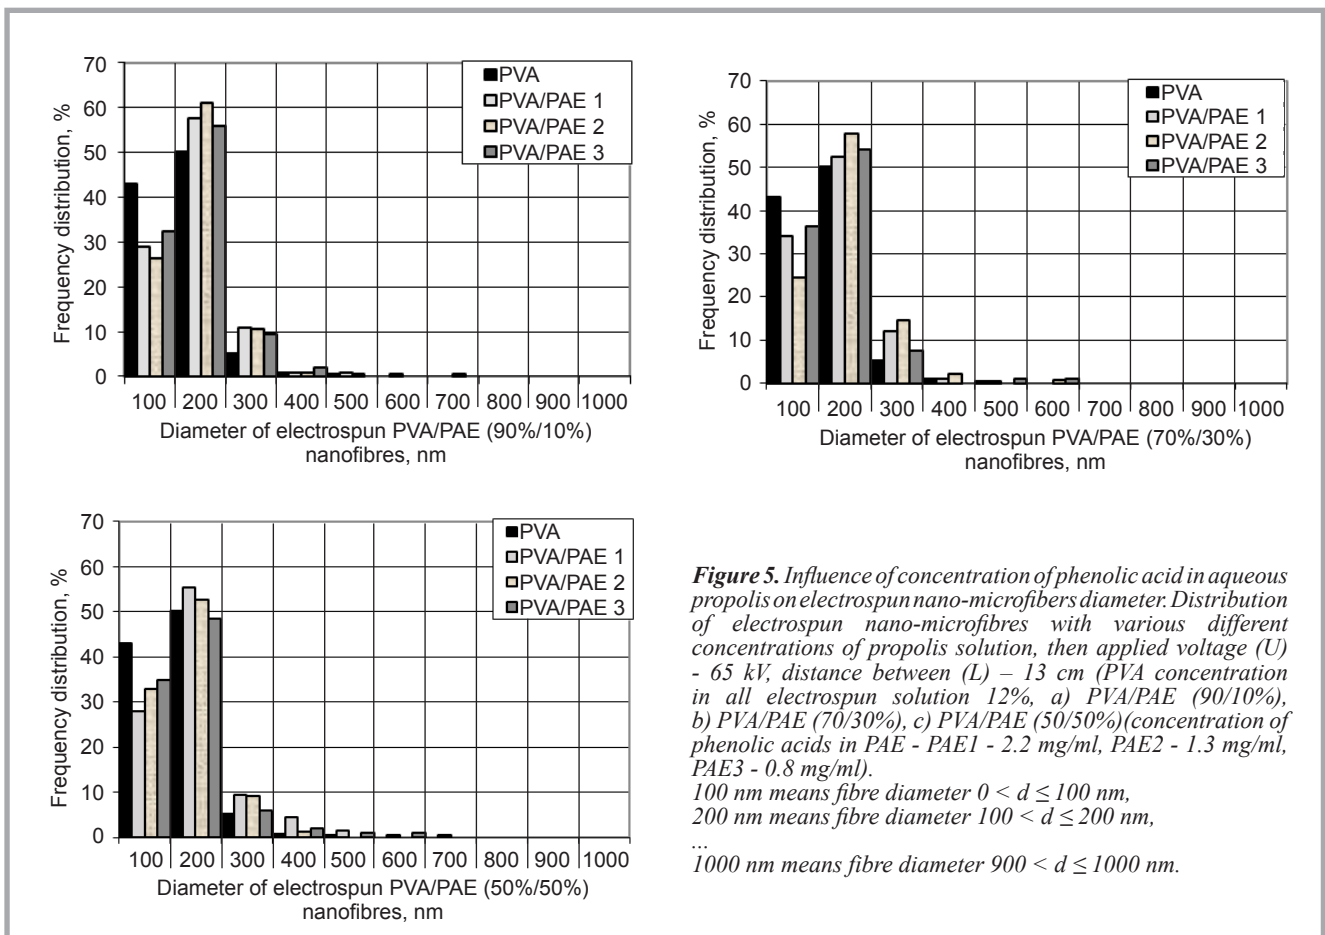 70
60
50
40
30
20
10
0
Frequency distribution, %
PVA
PVA/PAE 1
PVA/PAE 2
PVA/PAE 3
100 200 300 400 500 600 700 800 900 1000
Diameter of electrospun PVA/PAE (90%/10%)
nanofibres, nm
70
60
50
40
30
20
10
0
Frequency distribution, %
PVA
PVA/PAE 1
PVA/PAE 2
PVA/PAE 3
100 200 300 400 500 600 700 800 900 1000
Diameter of electrospun PVA/PAE (70%/30%)
nanofibres, nm
70
60
50
40
30
20
10
0
Frequency distribution, %
PVA
PVA/PAE 1
PVA/PAE 2
PVA/PAE 3
100 200 300 400 500 600 700 800 900 1000
Diameter of electrospun PVA/PAE (50%/50%)
nanofibres, nm
Figure 5. Influence of concentration of phenolic acid in aqueous
propolis on electrospun nano-microfibers diameter. Distribution
of electrospun nano-microfibres with various different
concentrations of propolis solution, then applied voltage (U)
- 65 kV, distance between (L) – 13 cm (PVA concentration
in all electrospun solution 12%, a) PVA/PAE (90/10%),
b) PVA/PAE (70/30%), c) PVA/PAE (50/50%)(concentration of
phenolic acids in PAE - PAE1 - 2.2 mg/ml, PAE2 - 1.3 mg/ml,
PAE3 - 0.8 mg/ml).
100 nm means fibre diameter 0 < d ≤ 100 nm,
200 nm means fibre diameter 100 < d ≤ 200 nm,
...
1000 nm means fibre diameter 900 < d ≤ 1000 nm.